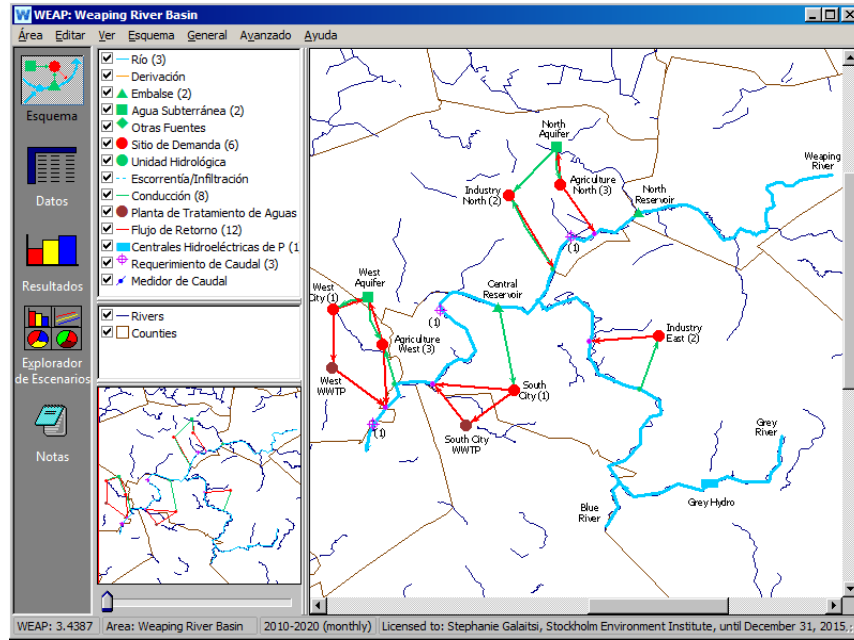 WEAP: Weaping River Basin
Área Editar Ver Esquema General Avanzado Ayuda
Esquema
Datos
Resultados
Explorador
de Escenarios
Notas
Río (3)
Derivación
Embalse (2)
Agua Subterránea (2)
Otras Fuentes
Sitio de Demanda (6)
Unidad Hidrológica
Escorrentía/Infiltración
Conducción (8)
Planta de Tratamiento de Aguas
Flujo de Retorno (12)
Centrales Hidroeléctricas de P (1
Requerimiento de Caudal (3)
Medidor de Caudal
Rivers
Counties
North
Aquifer
Weaping
River
Industry
North (2)
Agriculture
North (3)
North
Reservoir
(1)
West
City (1)
West
Aquifer
Central
Reservoir
(1)
Agriculture
West (3)
Industry
East (2)
West
WWTP
South
City (1)
(1)
South City
WWTP
Grey
River
Grey Hydro
Blue
River
WEAP: 3.4387 Area: Weaping River Basin 2010-2020 (monthly) Licensed to: Stephanie Galaitsi, Stockholm Environment Institute, until December 31, 2015